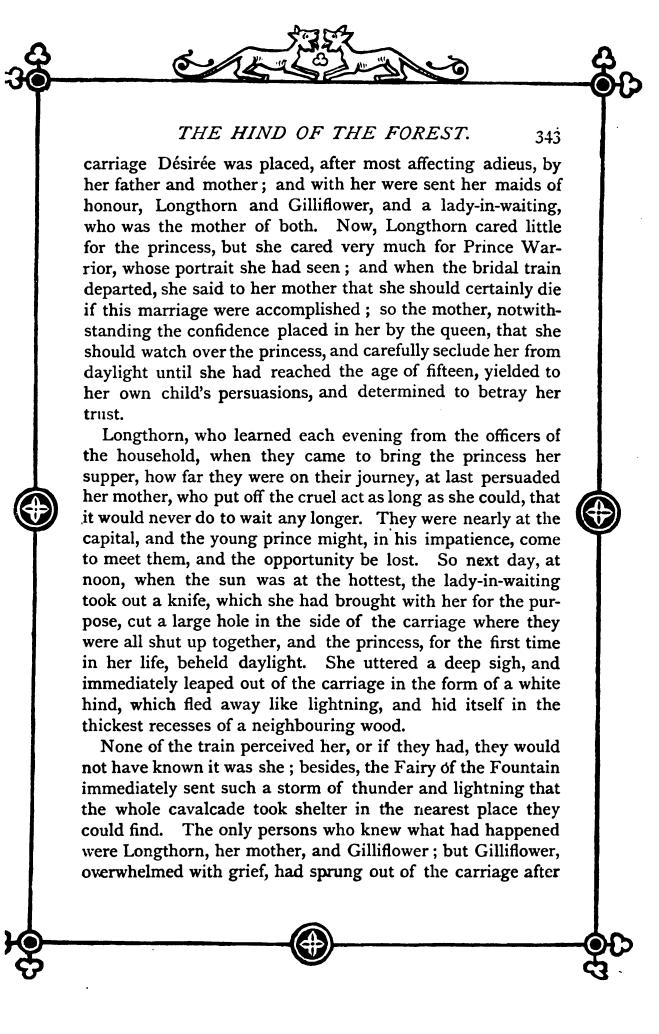 THE HIND OF THE FOREST. 343
carriage Désirée was placed, after most affecting adieus, by
her father and mother; and with her were sent her maids of
honour, Longthorn and Gilliflower, and a lady-in-waiting,
who was the mother of both. Now, Longthorn cared little
for the princess, but she cared very much for Prince War-
rior, whose portrait she had seen; and when the bridal train
departed, she said to her mother that she should certainly die
if this marriage were accomplished; so the mother, notwith-
standing the confidence placed in her by the queen, that she
should watch over the princess, and carefully seclude her from
daylight until she had reached the age of fifteen, yielded to
her own child's persuasions, and determined to betray her
trust.
Longthorn, who learned each evening from the officers of
the household, when they came to bring the princess her
supper, how far they were on their journey, at last persuaded
her mother, who put off the cruel act as long as she could, that
it would never do to wait any longer. They were nearly at the
capital, and the young prince might, in his impatience, come
to meet them, and the opportunity be lost. So next day, at
noon, when the sun was at the hottest, the lady-in-waiting
took out a knife, which she had brought with her for the pur-
pose, cut a large hole in the side of the carriage where they
were all shut up together, and the princess, for the first time
in her life, beheld daylight. She uttered a deep sigh, and
immediately leaped out of the carriage in the form of a white
hind, which fled away like lightning, and hid itself in the
thickest recesses of a neighbouring wood.
None of the train perceived her, or if they had, they would
not have known it was she; besides, the Fairy of the Fountain
immediately sent such a storm of thunder and lightning that
the whole cavalcade took shelter in the nearest place they
could find. The only persons who knew what had happened
were Longthorn, her mother, and Gilliflower; but Gilliflower,
overwhelmed with grief, had sprung out of the carriage after